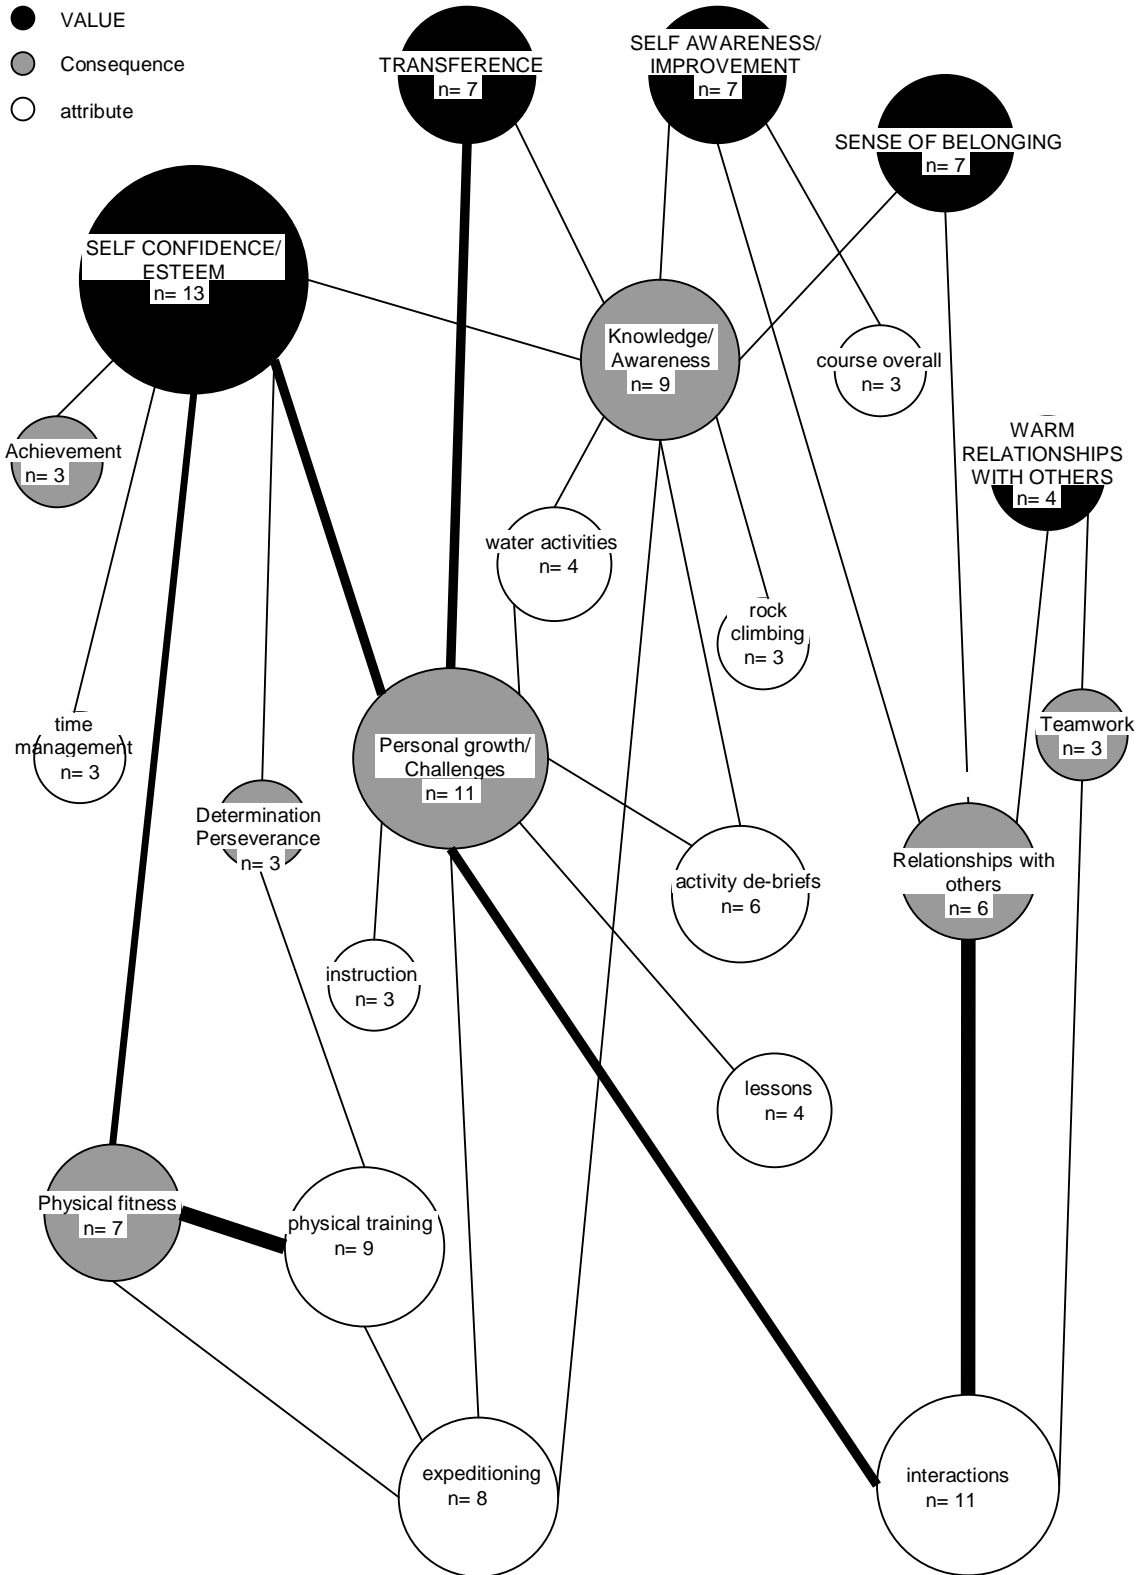 VALUE
Consequence
attribute
TRANSFERENCE
n= 7
SELF AWARENESS/
IMPROVEMENT
n= 7
SENSE OF BELONGING
n= 7
SELF CONFIDENCE/
ESTEEM
n= 13
Knowledge/
Awareness
n= 9
course overall
n= 3
Achievement
n= 3
WARM
RELATIONSHIPS
WITH OTHERS
n= 4
water activities
n= 4
rock
climbing
n= 3
time
management
n= 3
Personal growth/
Challenges
n= 11
Teamwork
n= 3
Determination
Perseverance
n= 3
activity de-briefs
n= 6
Relationships with
others
n= 6
instruction
n= 3
lessons
n= 4
Physical fitness
n= 7
physical training
n= 9
expeditioning
n= 8
interactions
n= 11